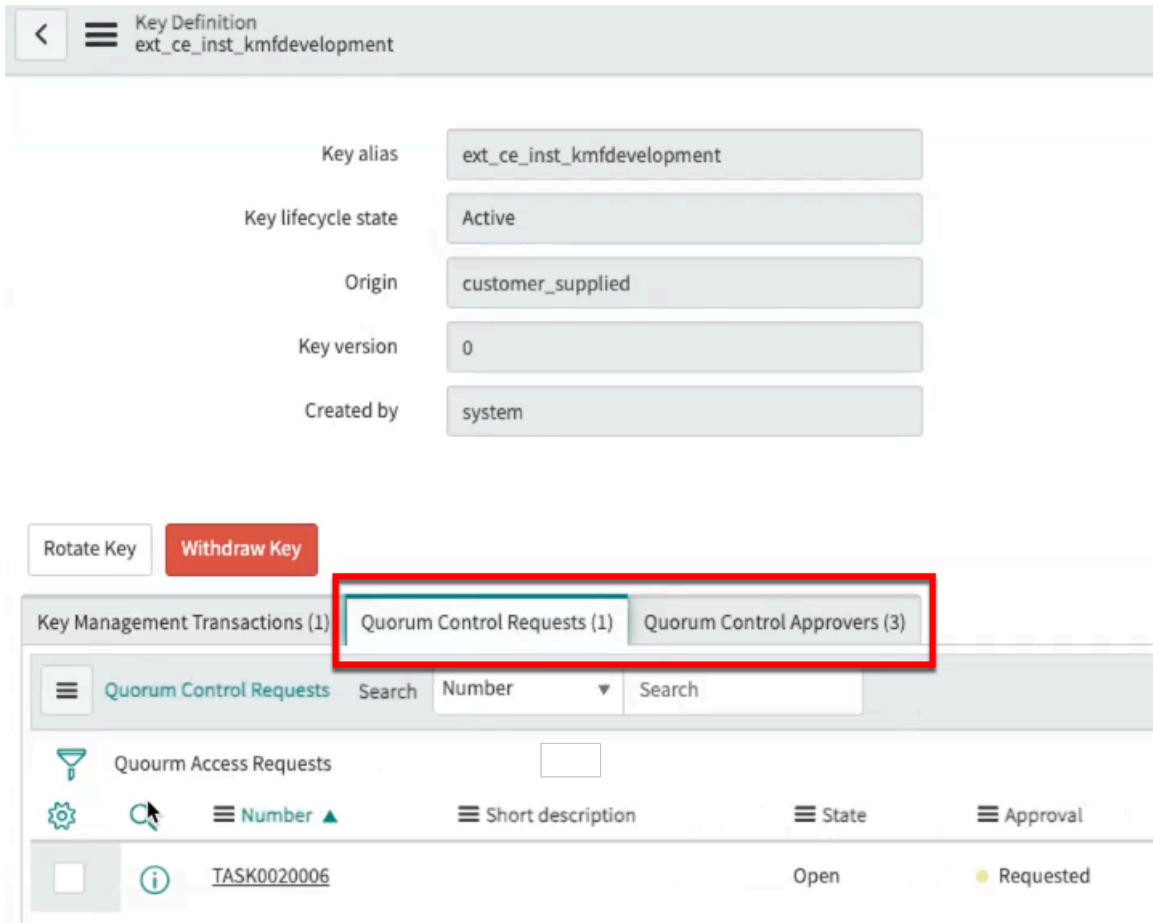 Key Definition
ext_ce_inst_kmfdevelopment
Key alias ext_ce_inst_kmfdevelopment
Key lifecycle state Active
Origin customer_supplied
Key version 0
Created by system
Rotate Key Withdraw Key
Key Management Transactions (1) Quorum Control Requests (1) Quorum Control Approvers (3)
Quorum Control Requests Search Number Search
Quourm Access Requests
Number Short description State Approval
TASK0020006 Open Requested